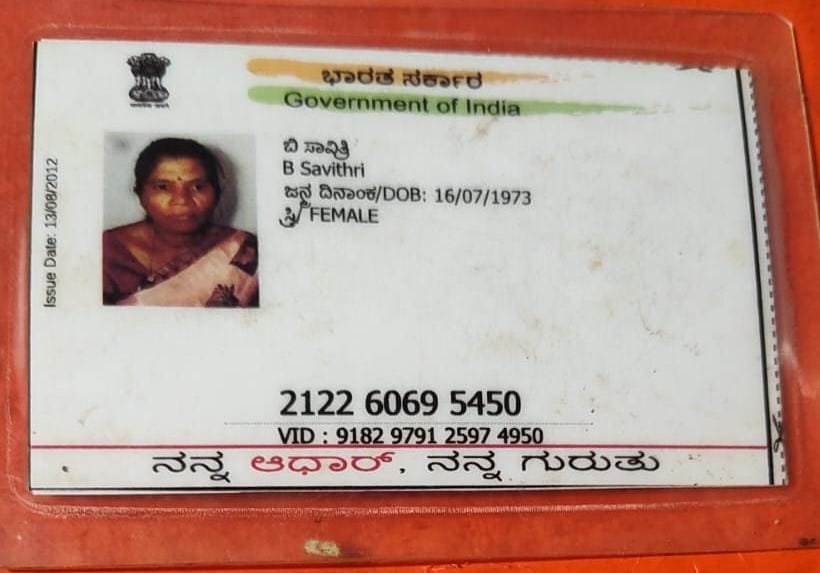 ಭಾರತ ಸರ್ಕಾರ
Government of India
ಬಿ ಸಾವಿತ್ರಿ
B Savithri
ಜನ್ಮ ದಿನಾಂಕ/DOB: 16/07/1973
ಸ್ತ್ರೀ/ FEMALE
Issue Date: 13/08/2012
2122 6069 5450
VID : 9182 9791 2597 4950
ನನ್ನ ಆಧಾರ್, ನನ್ನ ಗುರುತು